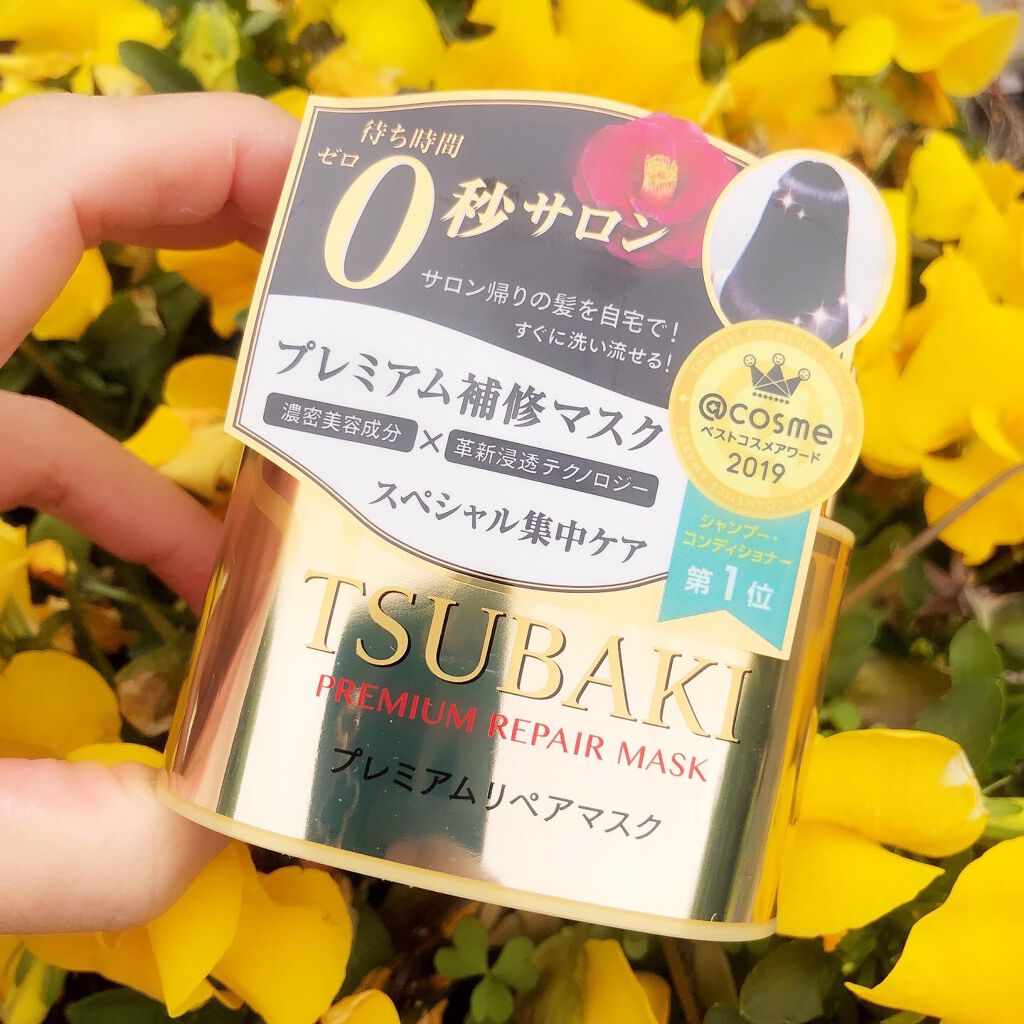 待ち時間
ゼロ
0秒サロン
サロン帰りの髪を自宅で!
すぐに洗い流せる!
プレミアム補修マスク
濃密美容成分×革新浸透テクノロジー
スペシャル集中ケア
@cosme
ベストコスメアワード
2019
シャンプー・
コンディショナー
第1位
TSUBAKI
PREMIUM REPAIR MASK
プレミアムリペアマスク